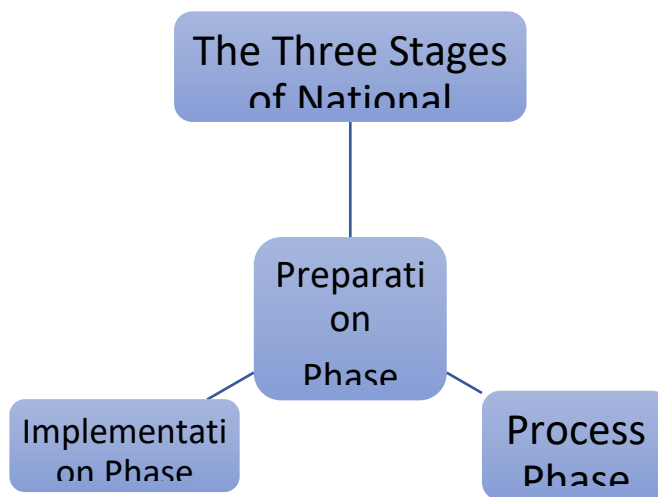 The Three Stages
of National
Preparati
on
Phase
Implementati
on Phase
Process
Phase